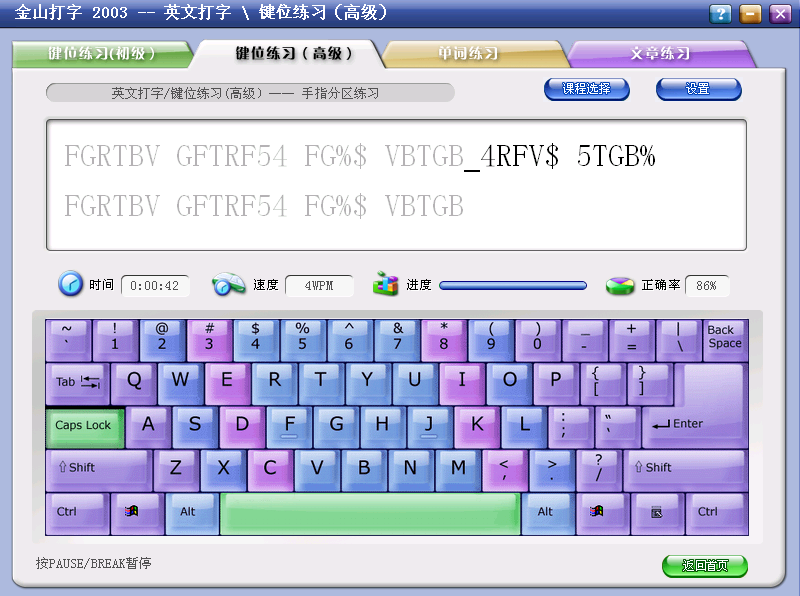 金山打字 2003 -- 英文打字 \ 键位练习(高级)
? - X
键位练习(初级) 键位练习(高级) 单词练习 文章练习
英文打字/键位练习(高级) —— 手指分区练习 课程选择 设置
FGRTBV GFTRF54 FG%$ VBTGB_4RFV$ 5TGB%
FGRTBV GFTRF54 FG%$ VBTGB
时间 0:00:42 速度 4WPM 进度 正确率 86%
~ ! @ # $ % ^ & * ( ) _ + | Back
` 1 2 3 4 5 6 7 8 9 0 - = \ Space
Tab Q W E R T Y U I O P { [ } ]
Caps Lock A S D F G H J K L : ; " ' Enter
⇧Shift Z X C V B N M < , > . ? / ⇧Shift
Ctrl Alt Alt Ctrl
按PAUSE/BREAK暂停 返回首页